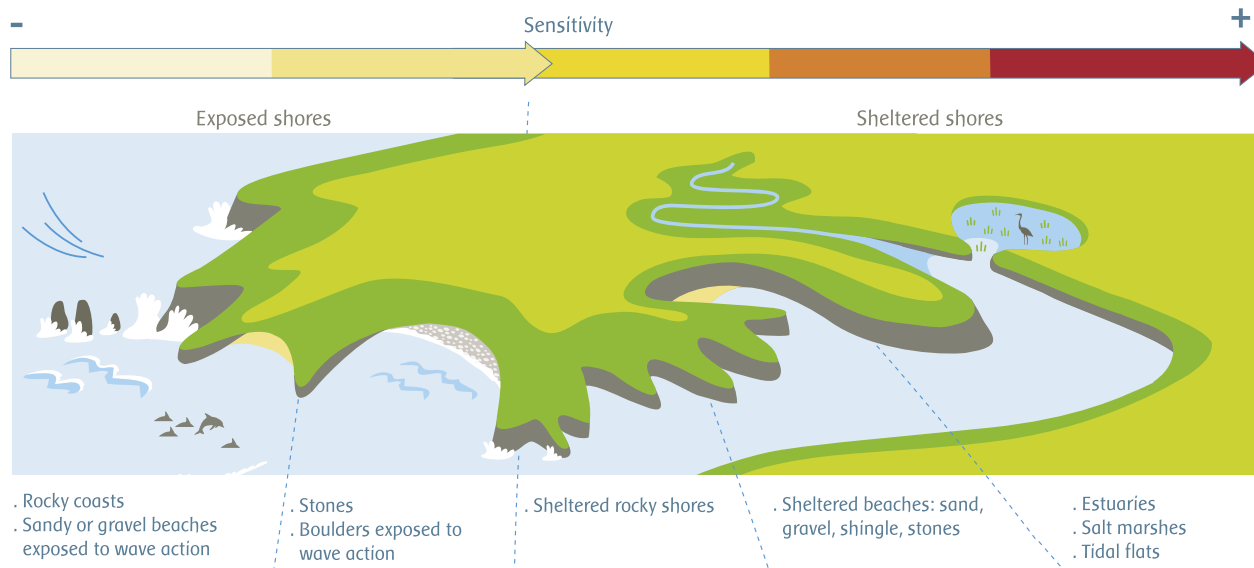 -
+
Sensitivity
Exposed shores
Sheltered shores
. Rocky coasts
. Sandy or gravel beaches
exposed to wave action
. Stones
. Boulders exposed to
wave action
. Sheltered rocky shores
. Sheltered beaches: sand,
gravel, shingle, stones
. Estuaries
. Salt marshes
. Tidal flats